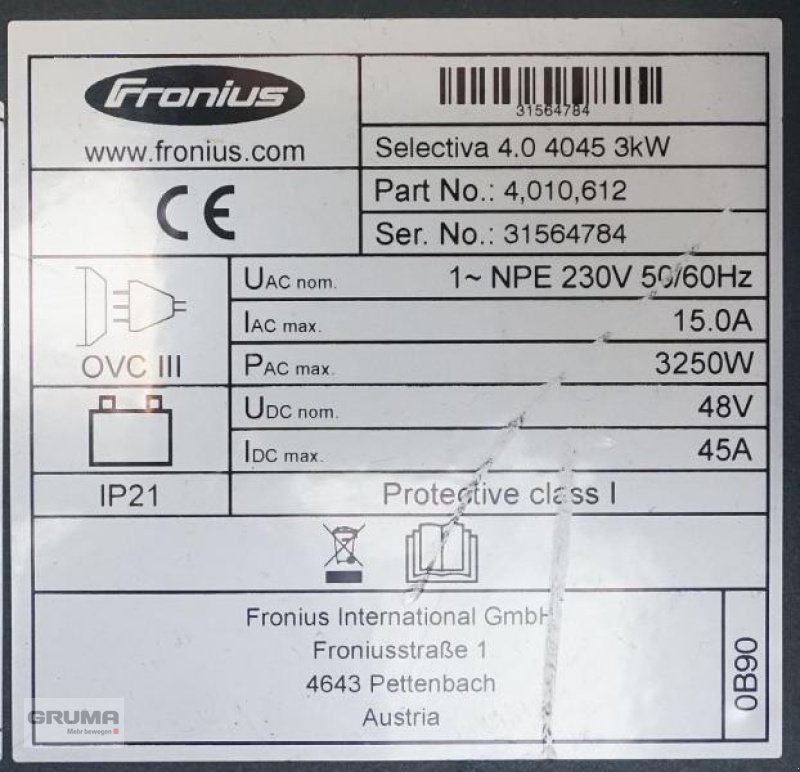 Fronius
www.fronius.com
31564784
Selectiva 4.0 4045 3kW
Part No.: 4,010,612
Ser. No.: 31564784
CE
OVC III
UAC nom. 1~ NPE 230V 50/60Hz
IAC max. 15.0A
PAC max. 3250W
UDC nom. 48V
IDC max. 45A
IP21 Protective class I
Fronius International GmbH
Froniusstraße 1
4643 Pettenbach
Austria
0B90
GRUMA
Mehr bewegen